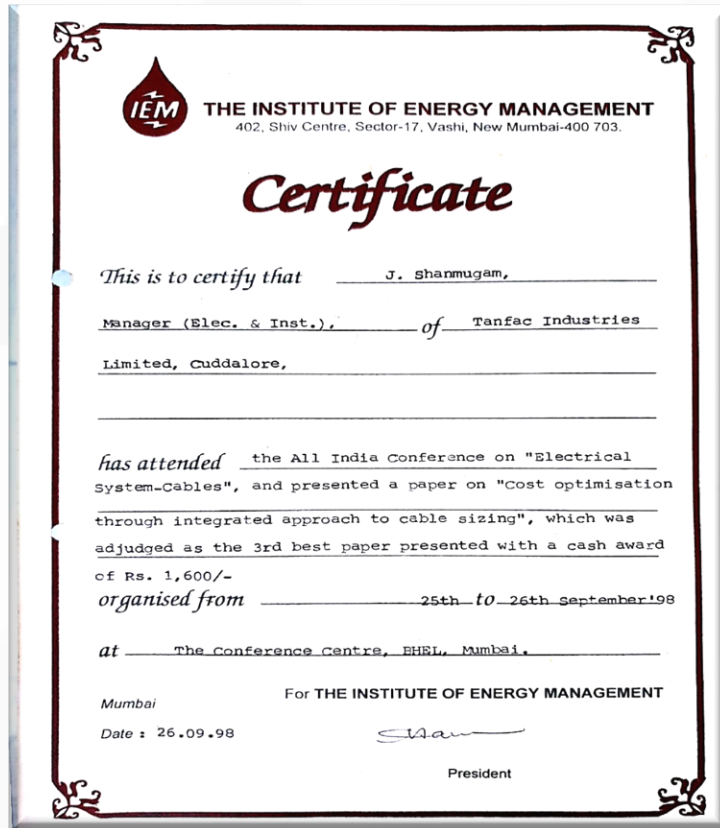 IEM
THE INSTITUTE OF ENERGY MANAGEMENT
402, Shiv Centre, Sector-17, Vashi, New Mumbai-400 703.
Certificate
This is to certify that J. Shanmugam,
Manager (Elec. & Inst.), of Tanfac Industries
Limited, Cuddalore,
has attended the All India Conference on "Electrical
System-Cables", and presented a paper on "Cost optimisation
through integrated approach to cable sizing", which was
adjudged as the 3rd best paper presented with a cash award
of Rs. 1,600/-
organised from 25th to 26th September'98
at The Conference Centre, BHEL, Mumbai.
For THE INSTITUTE OF ENERGY MANAGEMENT
Mumbai
Date : 26.09.98
President